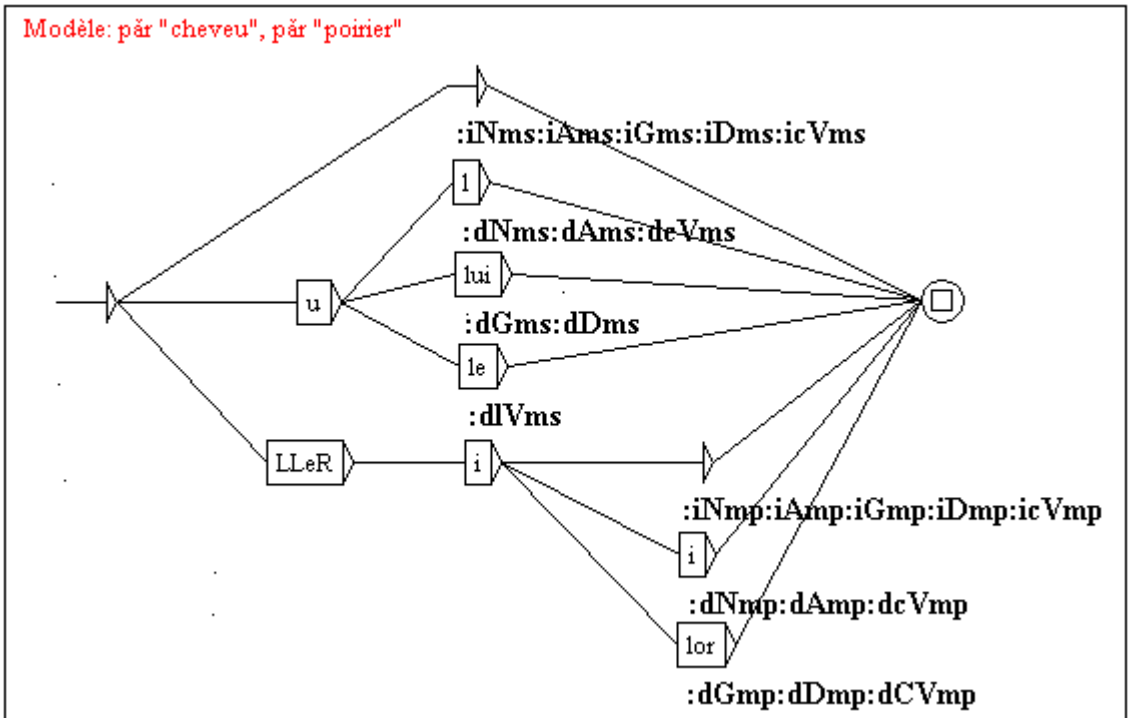 Modèle: păr "cheveu", păr "poirier"
:iNms:iAms:iGms:iDms:icVms
l
:dNms:dAms:dcVms
lui
u
:dGms:dDms
le
:dlVms
LLeR
i
:iNmp:iAmp:iGmp:iDmp:icVmp
i
:dNmp:dAmp:dcVmp
lor
:dGmp:dDmp:dCVmp